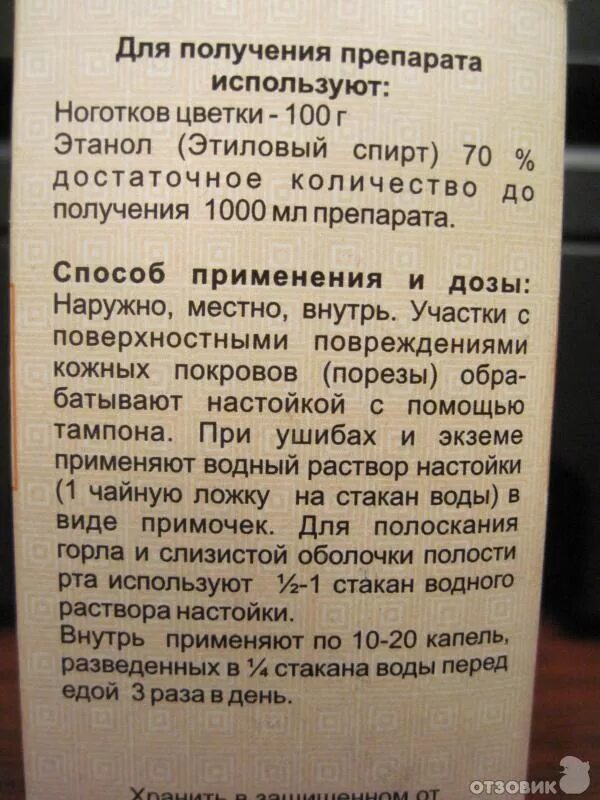 Для получения препарата
используют:
Ноготков цветки - 100 г
Этанол (Этиловый спирт) 70 %
достаточное количество до
получения 1000 мл препарата.
Способ применения и дозы:
Наружно, местно, внутрь. Участки с
поверхностными повреждениями
кожных покровов (порезы) обра-
батывают настойкой с помощью
тампона. При ушибах и экземе
применяют водный раствор настойки
(1 чайную ложку на стакан воды) в
виде примочек. Для полоскания
горла и слизистой оболочки полости
рта используют ½-1 стакан водного
раствора настойки.
Внутрь применяют по 10-20 капель,
разведенных в ¼ стакана воды перед
едой 3 раза в день.
Хранить в защищенном от
ОТЗОВИК